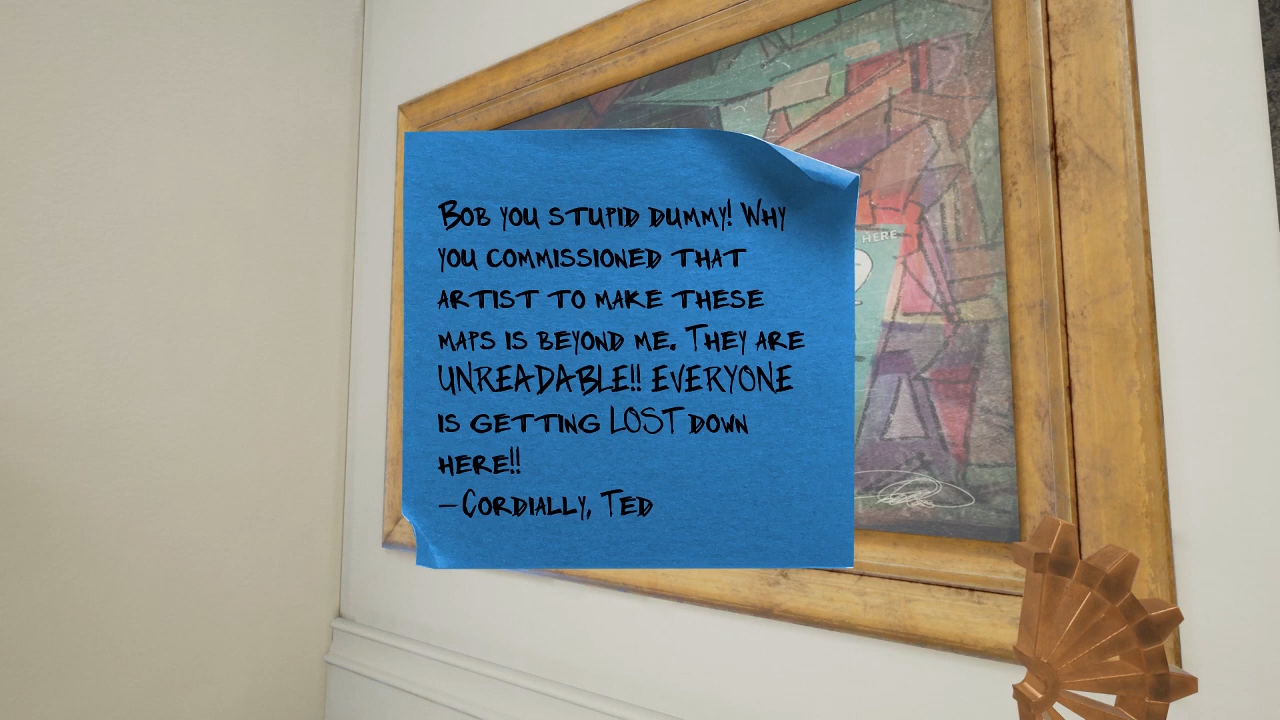 Bob you stupid dummy! Why
you commissioned that
artist to make these
maps is beyond me. They are
UNREADABLE!! EVERYONE
is getting LOST down
here!!
—Cordially, Ted
HERE